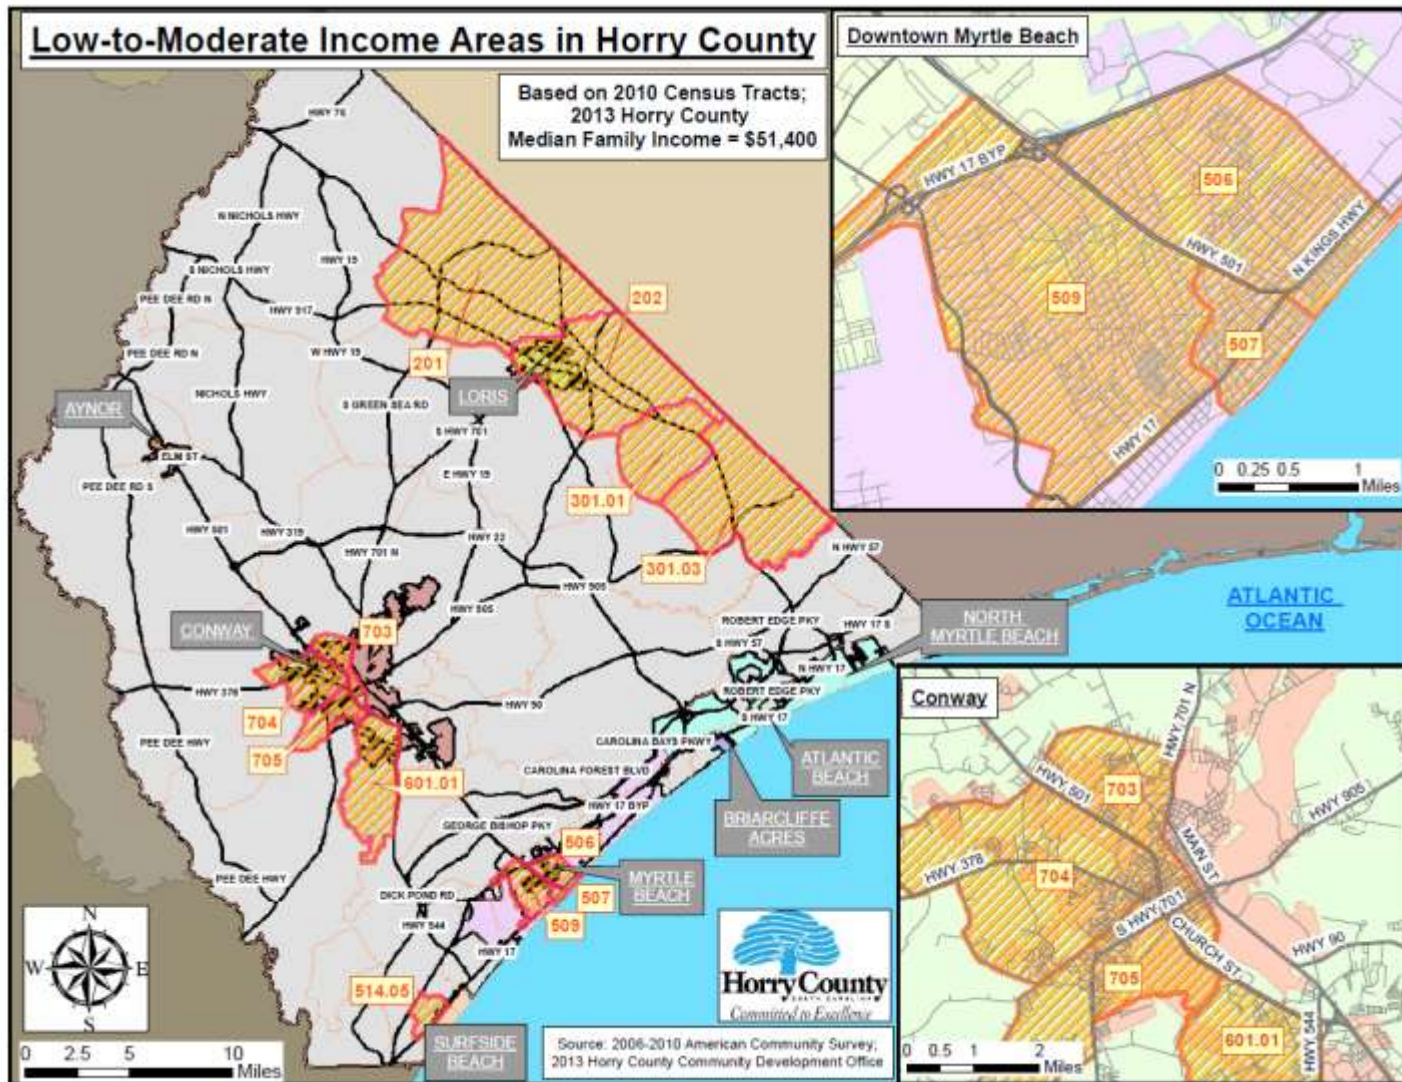 Low-to-Moderate Income Areas in Horry County
Based on 2010 Census Tracts;
2013 Horry County
Median Family Income = $51,400
HWY 76
N NICHOLS HWY
HWY 19
S NICHOLS HWY
PEE DEE RD N
HWY 917
202
W HWY 19
PEE DEE RD N
201
NICHOLS HWY
LORIS
AYNOR
S GREEN SEA RD
S HWY 701
ELM ST
E HWY 19
PEE DEE RD S
301.01
HWY 501
HWY 319
HWY 22
HWY 701 N
N HWY 57
301.03
HWY 905
HWY 905
703
CONWAY
ROBERT EDGE PKY
HWY 17 S
NORTH
MYRTLE BEACH
S HWY 57
N HWY 17
HWY 378
ROBERT EDGE PKY
HWY 90
704
S HWY 17
PEE DEE HWY
CAROLINA BAYS PKWY
705
ATLANTIC
BEACH
CAROLINA FOREST BLVD
601.01
HWY 17 BYP
BRIARCLIFFE
ACRES
GEORGE BISHOP PKY
506
PEE DEE HWY
MYRTLE
BEACH
DICK POND RD
507
509
HWY 544
HWY 17
514.05
SURFSIDE
BEACH
ATLANTIC
OCEAN
N
W
E
S
0 2.5 5 10
Miles
Horry County
SOUTH CAROLINA
Committed to Excellence
Source: 2006-2010 American Community Survey;
2013 Horry County Community Development Office
Downtown Myrtle Beach
HWY 17 BYP
506
HWY 501
N KINGS HWY
509
507
HWY 17
0 0.25 0.5 1
Miles
Conway
HWY 701 N
HWY 501
703
HWY 905
MAIN ST
HWY 378
704
S HWY 701
CHURCH ST
HWY 90
705
HWY 544
601.01
0 0.5 1 2
Miles